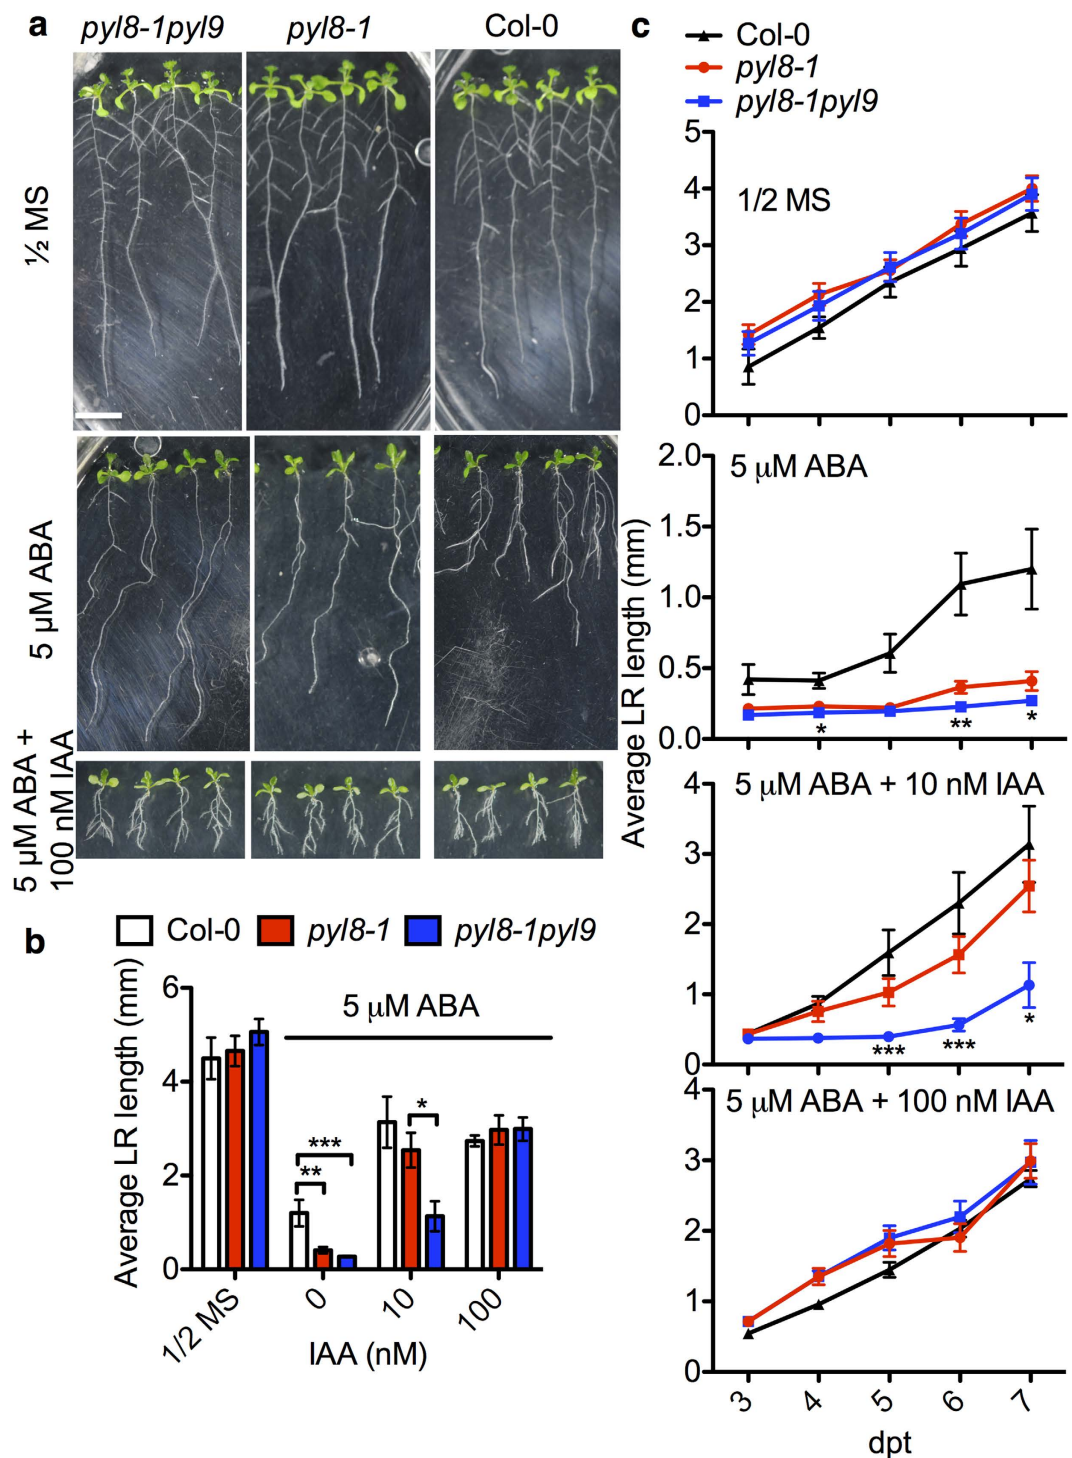 a
pyl8-1pyl9
pyl8-1
Col-0
½ MS
5 µM ABA
5 µM ABA +
100 nM IAA
b
Col-0
pyl8-1
pyl8-1pyl9
Average LR length (mm)
6
4
2
0
5 µM ABA
***
**
*
1/2 MS
0
10
100
IAA (nM)
c
Col-0
pyl8-1
pyl8-1pyl9
Average LR length (mm)
1/2 MS
5
4
3
2
1
0
5 µM ABA
2.0
1.5
1.0
0.5
0.0
*
**
*
5 µM ABA + 10 nM IAA
4
3
2
1
0
***
***
*
5 µM ABA + 100 nM IAA
4
3
2
1
0
3
4
5
6
7
dpt